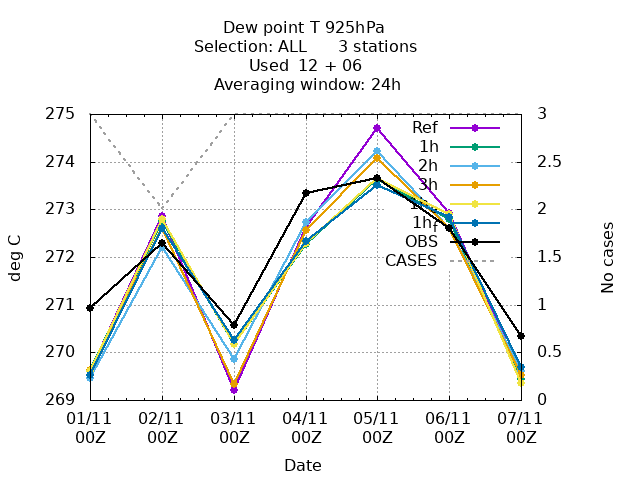 Dew point T 925hPa
Selection: ALL 3 stations
Used 12 + 06
Averaging window: 24h
275 3
274 2.5
273 2
272 1.5
271 1
270 0.5
269 0
Ref
1h
2h
3h
1hr
OBS
CASES
deg C
No cases
01/11 02/11 03/11 04/11 05/11 06/11 07/11
00Z 00Z 00Z 00Z 00Z 00Z 00Z
Date